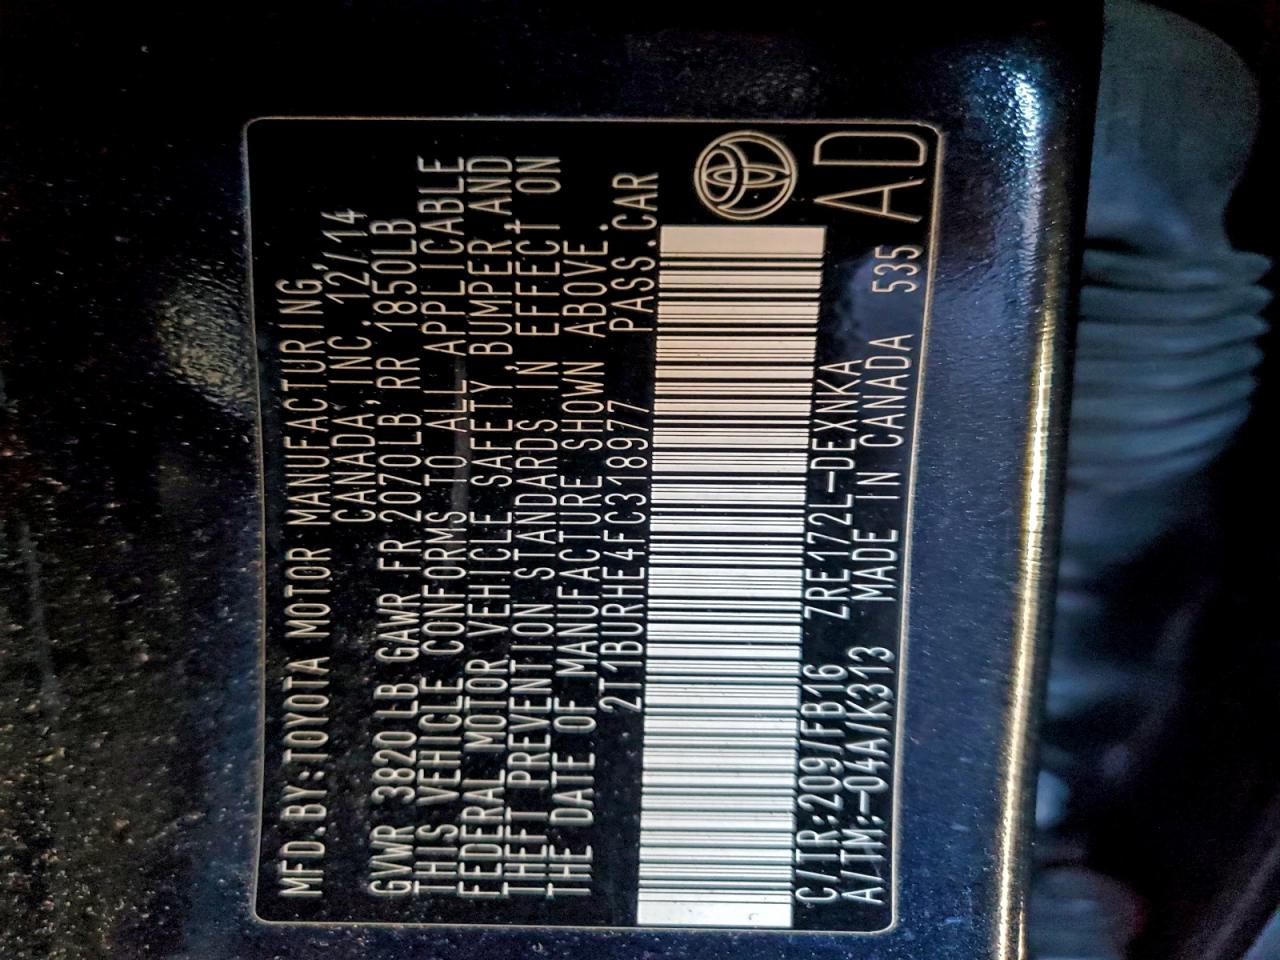 MFD.BY:TOYOTA MOTOR MANUFACTURING,
CANADA,INC. 12/14
GVWR 3820LB GAWR FR 2070LB,RR 1850LB
THIS VEHICLE CONFORMS TO ALL APPLICABLE
FEDERAL MOTOR VEHICLE SAFETY,BUMPER,AND
THEFT PREVENTION STANDARDS IN EFFECT ON
THE DATE OF MANUFACTURE SHOWN ABOVE.
2T1BURHE4FC318977 PASS.CAR
C/TR:209/FB16 ZRE172L-DEXNKA
A/TM:-04A/K313 MADE IN CANADA 535
AD